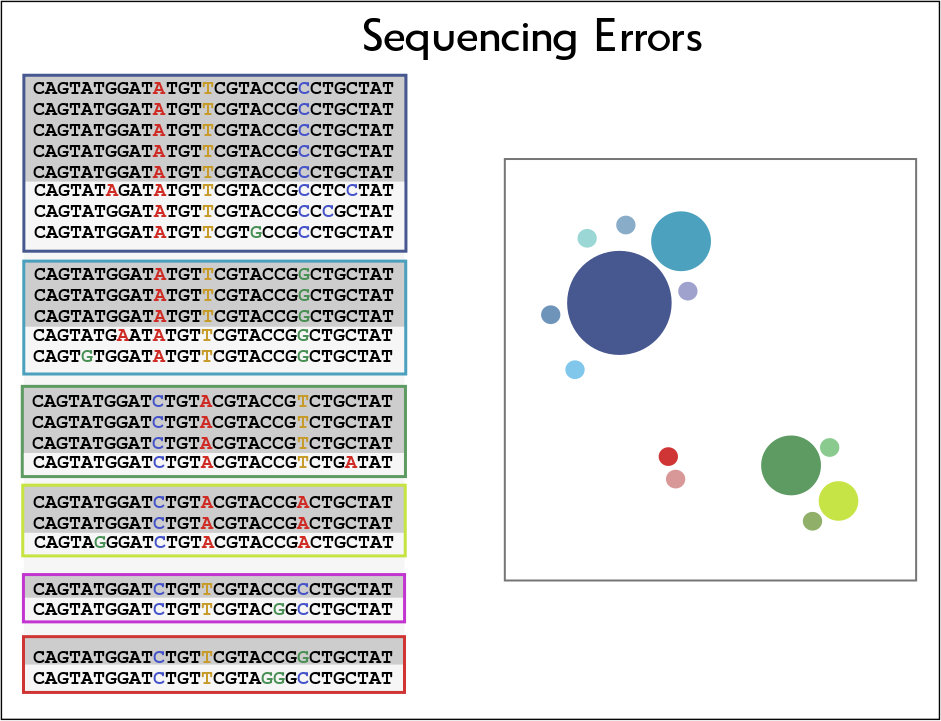 Sequencing Errors
CAGTATGGATATGTTCGTACCGCCTGCTAT
CAGTATGGATATGTTCGTACCGCCTGCTAT
CAGTATGGATATGTTCGTACCGCCTGCTAT
CAGTATGGATATGTTCGTACCGCCTGCTAT
CAGTATGGATATGTTCGTACCGCCTGCTAT
CAGTATAGATATGTTCGTACCGCCTCCTAT
CAGTATGGATATGTTCGTACCGCCCGCTAT
CAGTATGGATATGTTCGTGCCGCCTGCTAT
CAGTATGGATATGTTCGTACCGGCTGCTAT
CAGTATGGATATGTTCGTACCGGCTGCTAT
CAGTATGGATATGTTCGTACCGGCTGCTAT
CAGTATGAATATGTTCGTACCGGCTGCTAT
CAGTGTGGATATGTTCGTACCGGCTGCTAT
CAGTATGGATCTGTACGTACCGTCTGCTAT
CAGTATGGATCTGTACGTACCGTCTGCTAT
CAGTATGGATCTGTACGTACCGTCTGCTAT
CAGTATGGATCTGTACGTACCGTCTGATAT
CAGTATGGATCTGTACGTACCGACTGCTAT
CAGTATGGATCTGTACGTACCGACTGCTAT
CAGTAGGGATCTGTACGTACCGACTGCTAT
CAGTATGGATCTGTTCGTACCGCCTGCTAT
CAGTATGGATCTGTTCGTACGGCCTGCTAT
CAGTATGGATCTGTTCGTACCGGCTGCTAT
CAGTATGGATCTGTTCGTAGGGCCTGCTAT